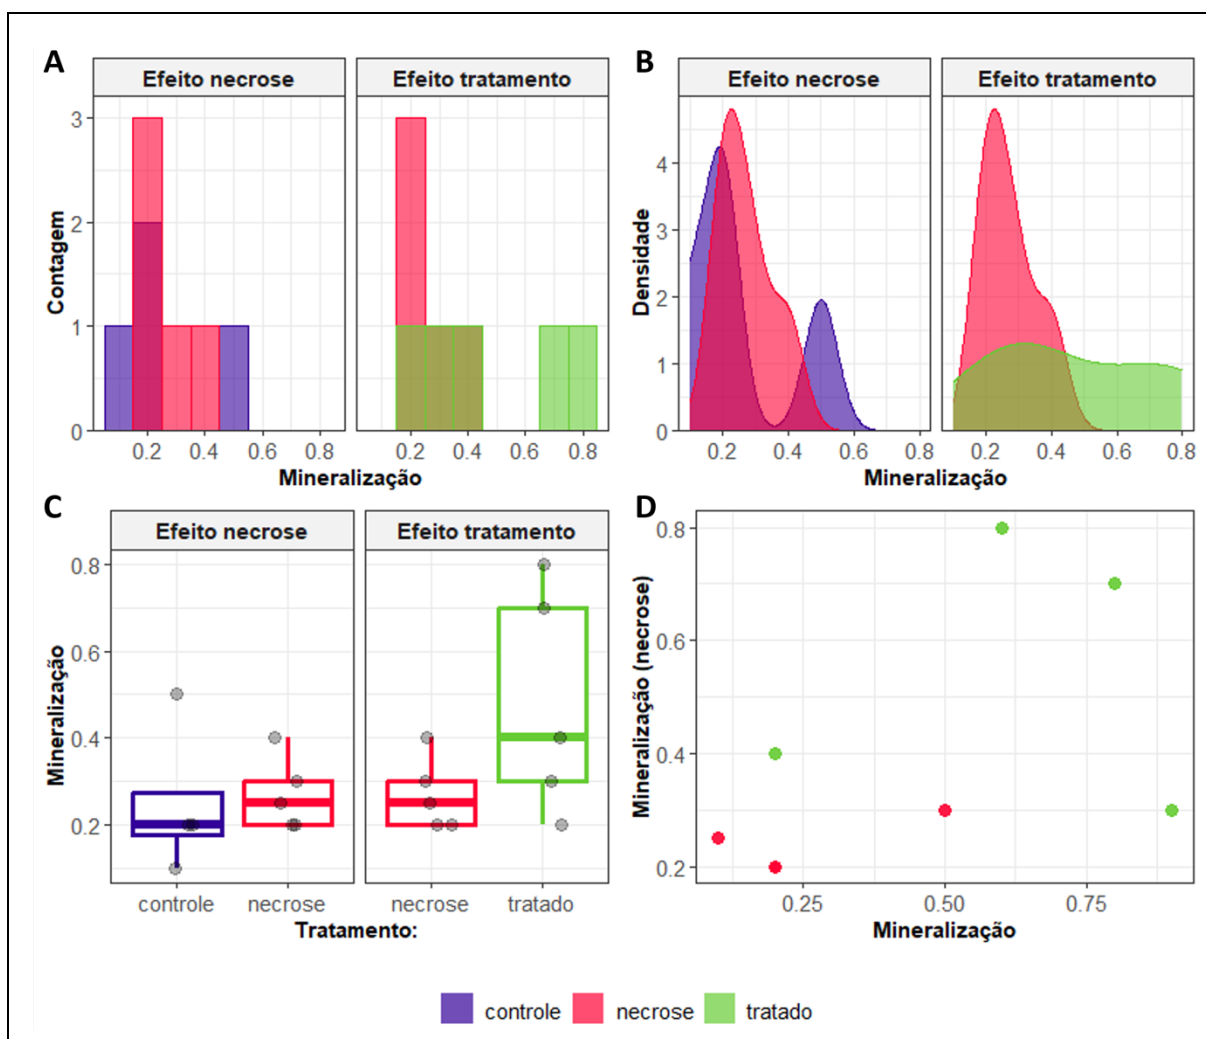 A
Efeito necrose
Efeito tratamento
Contagem
3
2
1
0
0.2 0.4 0.6 0.8
0.2 0.4 0.6 0.8
Mineralização
B
Efeito necrose
Efeito tratamento
Densidade
4
3
2
1
0
0.2 0.4 0.6 0.8
0.2 0.4 0.6 0.8
Mineralização
C
Efeito necrose
Efeito tratamento
Mineralização
0.8
0.6
0.4
0.2
controle necrose
necrose tratado
Tratamento:
D
Mineralização (necrose)
0.8
0.6
0.4
0.2
0.25 0.50 0.75
Mineralização
controle necrose tratado